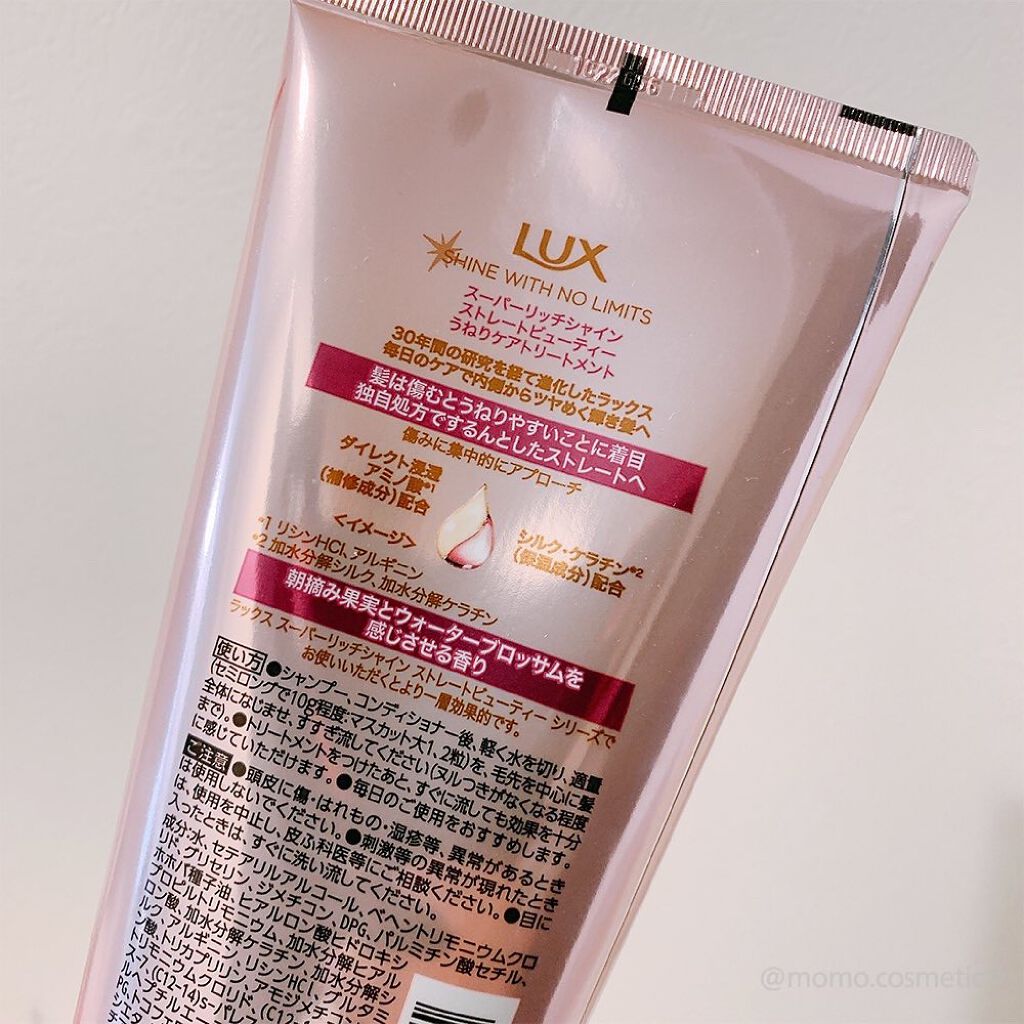 LUX
SHINE WITH NO LIMITS
スーパーリッチシャイン
ストレートビューティー
うねりケアトリートメント
30年間の研究を経て進化したラックス
毎日のケアで内側からツヤめく輝き髪へ
髪は傷むとうねりやすいことに着目
独自処方でするんとしたストレートへ
傷みに集中的にアプローチ
ダイレクト浸透
アミノ酸*1
(補修成分)配合
<イメージ>
シルク・ケラチン*2
(保湿成分)配合
*1 リシンHCl、アルギニン
*2 加水分解シルク、加水分解ケラチン
朝摘み果実とウォーターブロッサムを
感じさせる香り
ラックス スーパーリッチシャイン ストレートビューティー シリーズで
お使いいただくとより一層効果的です。
使い方 ●シャンプー、コンディショナー後、軽く水を切り、適量
(セミロングで10g程度:マスカット大1、2粒)を、毛先を中心に髪
全体になじませ、すすぎ流してください(ヌルつきがなくなる程度
まで)。●トリートメントをつけたあと、すぐに流しても効果を十分
に感じていただけます。●毎日のご使用をおすすめします。
ご注意 ●頭皮に傷・はれもの・湿疹等、異常があるとき
は使用しないでください。●刺激等の異常が現れたとき
は、使用を中止し、皮ふ科医等にご相談ください。●目に
入ったときは、すぐに洗い流してください。
成分:水、セテアリルアルコール、ベヘントリモニウムクロ
リド、グリセリン、ジメチコン、DPG、パルミチン酸セチル、
ホホバ種子油、ヒアルロン酸ヒドロキシ
プロピルトリモニウム、加水分解ヒアル
ロン酸、加水分解ケラチン、加水分解シ
ルク、アルギニン、リシンHCl、グルタミ
ン酸、トリカプリリン、アモジメチコン
トリモニウムクロリド、(C12-
ス-7、(C12-14)s-パレ
@momo.cosmetic